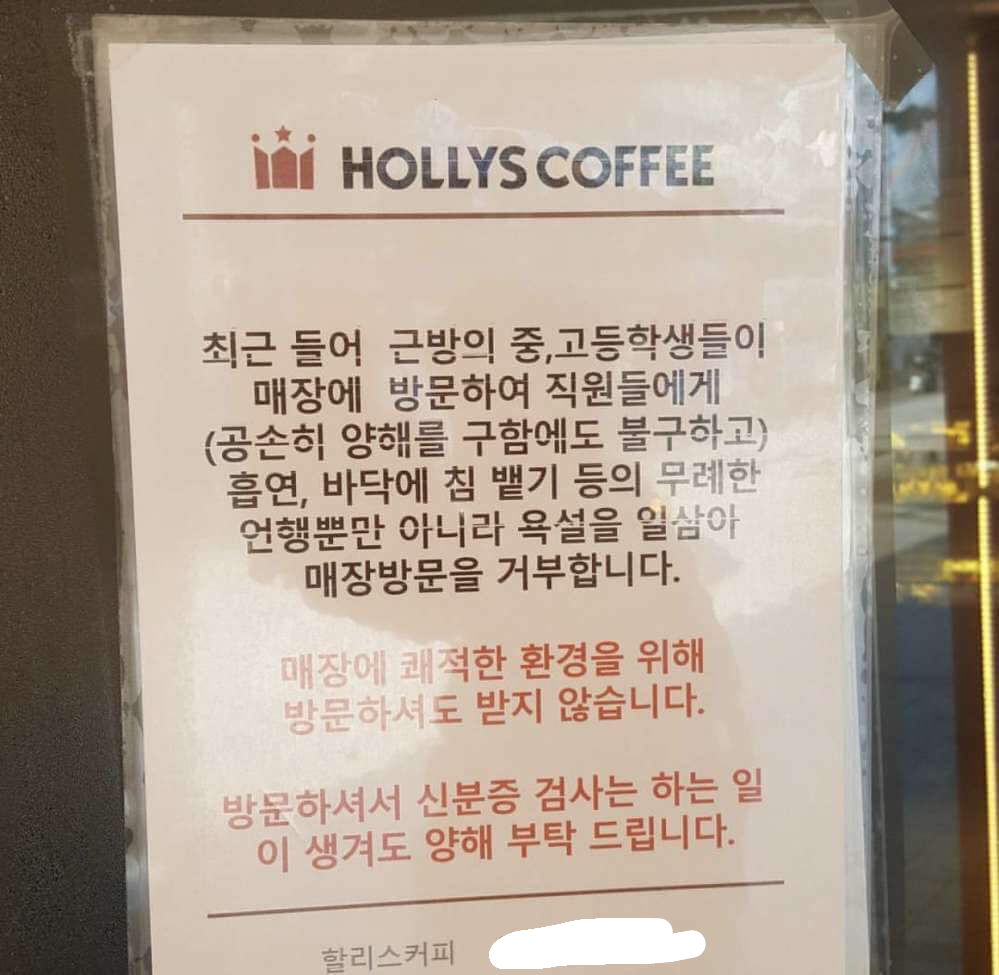 HOLLYS COFFEE
최근 들어 근방의 중,고등학생들이
매장에 방문하여 직원들에게
(공손히 양해를 구함에도 불구하고)
흡연, 바닥에 침 뱉기 등의 무례한
언행뿐만 아니라 욕설을 일삼아
매장방문을 거부합니다.
매장에 쾌적한 환경을 위해
방문하셔도 받지 않습니다.
방문하셔서 신분증 검사는 하는 일
이 생겨도 양해 부탁 드립니다.
할리스커피